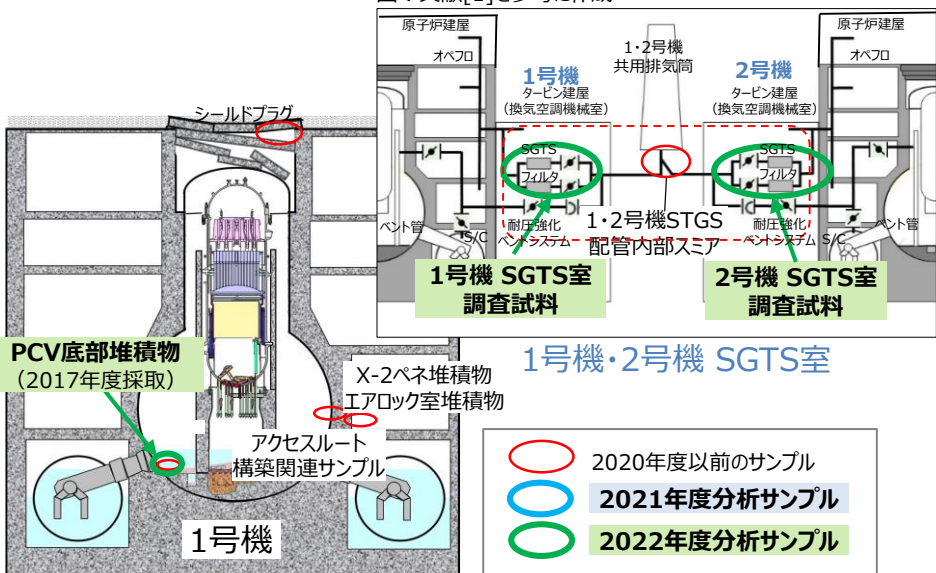 原子炉建屋
オペフロ
1号機
タービン建屋
（換気空調機械室）
1・2号機
共用排気筒
2号機
タービン建屋
（換気空調機械室）
原子炉建屋
オペフロ
SGTS
フィルタ
SGTS
フィルタ
ベント管
S/C
耐圧強化
ベントシステム
1・2号機STGS
配管内部スミア
耐圧強化
ベントシステム
S/C
ベント管
1号機 SGTS室
調査試料
2号機 SGTS室
調査試料
1号機・2号機 SGTS室
シールドプラグ
PCV底部堆積物
（2017年度採取）
X-2ペネ堆積物
エアロック室堆積物
アクセスルート
構築関連サンプル
1号機
2020年度以前のサンプル
2021年度分析サンプル
2022年度分析サンプル